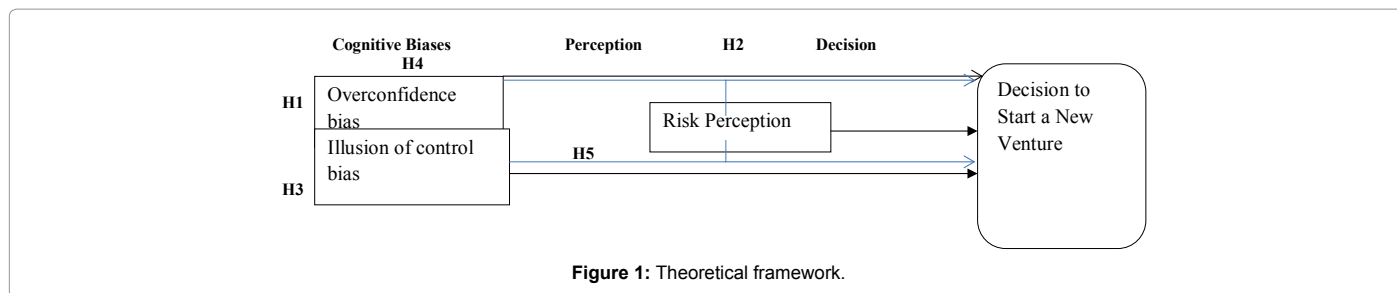 Cognitive Biases Perception H2 Decision
H4
H1
Overconfidence
bias
Illusion of control
bias
H3
Risk Perception
H5
Decision to
Start a New
Venture
Figure 1: Theoretical framework.